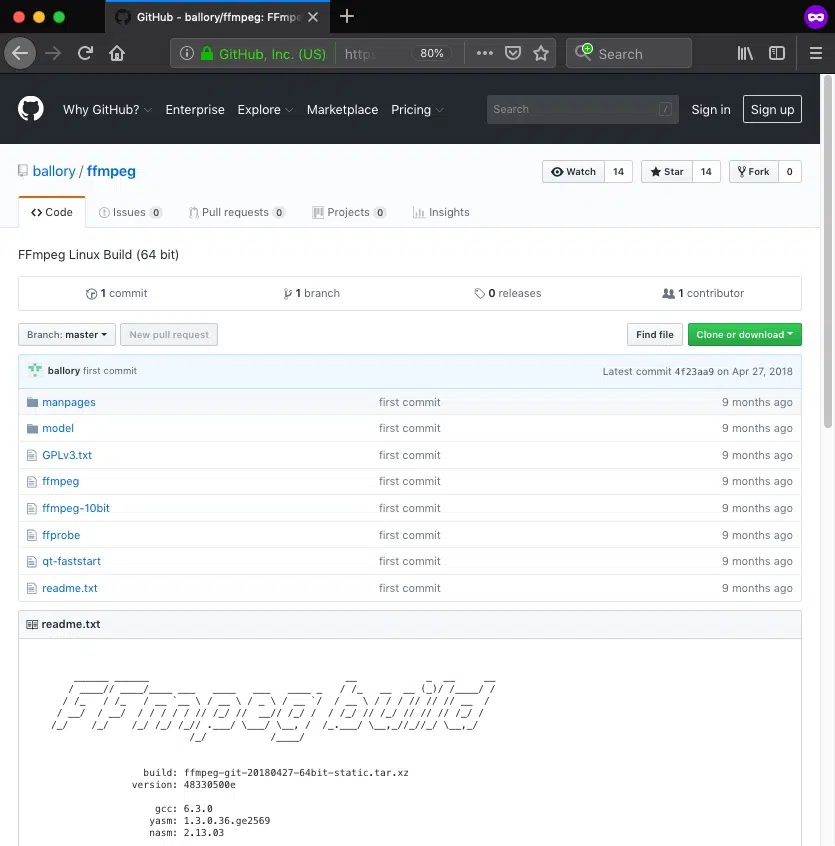 GitHub - ballory/ffmpeg: FFmpe
GitHub, Inc. (US) https 80% Search
Why GitHub? Enterprise Explore Marketplace Pricing Search / Sign in Sign up
ballory / ffmpeg Watch 14 Star 14 Fork 0
Code Issues 0 Pull requests 0 Projects 0 Insights
FFmpeg Linux Build (64 bit)
1 commit 1 branch 0 releases 1 contributor
Branch: master New pull request Find file Clone or download
ballory first commit Latest commit 4f23aa9 on Apr 27, 2018
manpages first commit 9 months ago
model first commit 9 months ago
GPLv3.txt first commit 9 months ago
ffmpeg first commit 9 months ago
ffmpeg-10bit first commit 9 months ago
ffprobe first commit 9 months ago
qt-faststart first commit 9 months ago
readme.txt first commit 9 months ago
readme.txt
build: ffmpeg-git-20180427-64bit-static.tar.xz
version: 48330500e
gcc: 6.3.0
yasm: 1.3.0.36.ge2569
nasm: 2.13.03